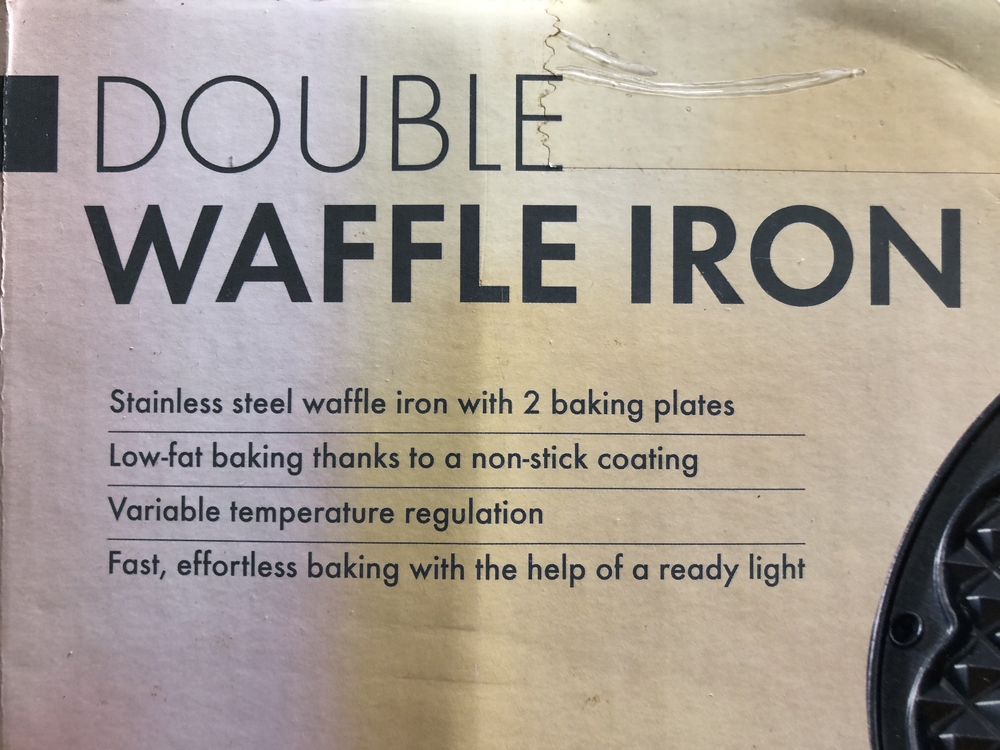 DOUBLE
WAFFLE IRON
Stainless steel waffle iron with 2 baking plates
Low-fat baking thanks to a non-stick coating
Variable temperature regulation
Fast, effortless baking with the help of a ready light